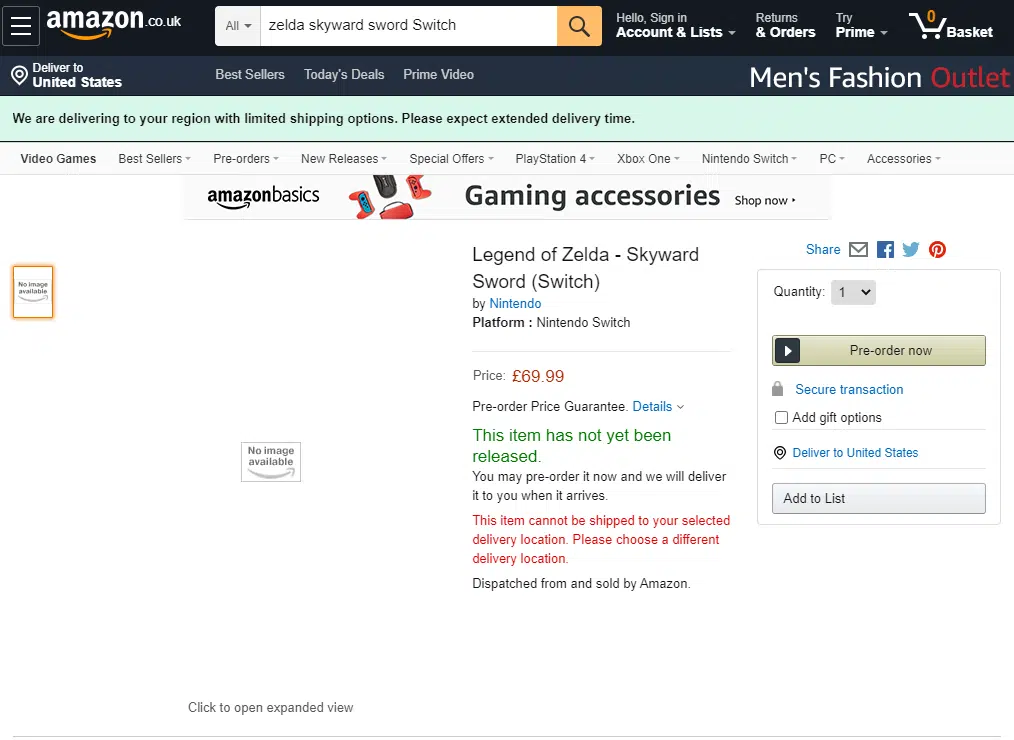 amazon.co.uk
All
zelda skyward sword Switch
Hello, Sign in
Account & Lists
Returns
& Orders
Try
Prime
0
Basket
Deliver to
United States
Best Sellers
Today's Deals
Prime Video
Men's Fashion Outlet
We are delivering to your region with limited shipping options. Please expect extended delivery time.
Video Games
Best Sellers
Pre-orders
New Releases
Special Offers
PlayStation 4
Xbox One
Nintendo Switch
PC
Accessories
amazonbasics
Gaming accessories
Shop now
No image
available
No image
available
Click to open expanded view
Legend of Zelda - Skyward
Sword (Switch)
by Nintendo
Platform : Nintendo Switch
Price: £69.99
Pre-order Price Guarantee. Details
This item has not yet been
released.
You may pre-order it now and we will deliver
it to you when it arrives.
This item cannot be shipped to your selected
delivery location. Please choose a different
delivery location.
Dispatched from and sold by Amazon.
Share
Quantity: 1
Pre-order now
Secure transaction
Add gift options
Deliver to United States
Add to List